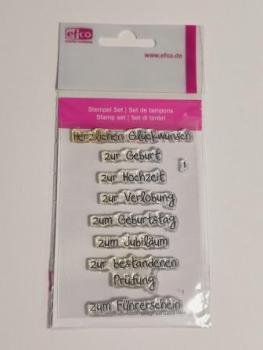 efco
www.efco.de
Stempel Set | Set de tampons
Stamp set | Set di timbri
Herzlichen Glückwunsch
zur Geburt
zur Hochzeit
!
zur Verlobung
zum Geburtstag
zum Jubiläum
zur bestandenen
Prüfung
zum Führerschein